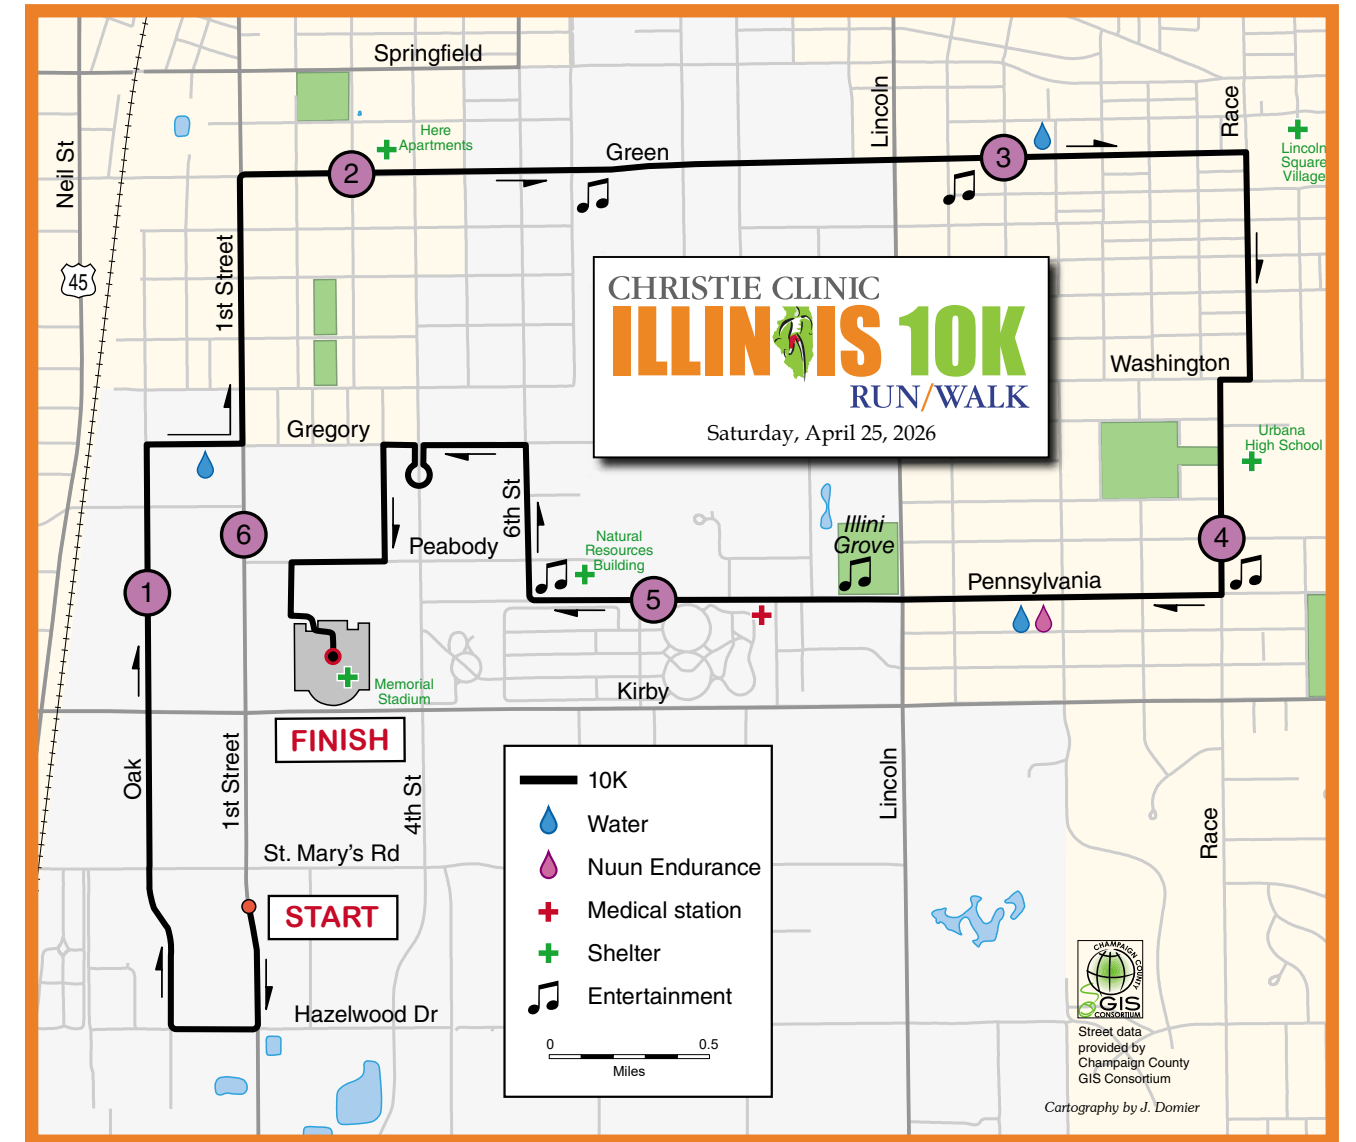 Springfield
Neil St
45
Here
Apartments
Lincoln
Race
Lincoln
Square
Village
2
Green
3
1st Street
CHRISTIE CLINIC
ILLINOIS 10K
RUN/WALK
Saturday, April 25, 2026
Washington
Gregory
Urbana
High School
6th St
6
Peabody
Natural
Resources
Building
Illini
Grove
4
1
5
Pennsylvania
Memorial
Stadium
Kirby
FINISH
Oak
1st Street
4th St
Lincoln
Race
St. Mary's Rd
START
Hazelwood Dr
10K
Water
Nuun Endurance
Medical station
Shelter
Entertainment
0 0.5
Miles
CHAMPAIGN COUNTY
GIS
CONSORTIUM
Street data
provided by
Champaign County
GIS Consortium
Cartography by J. Domier